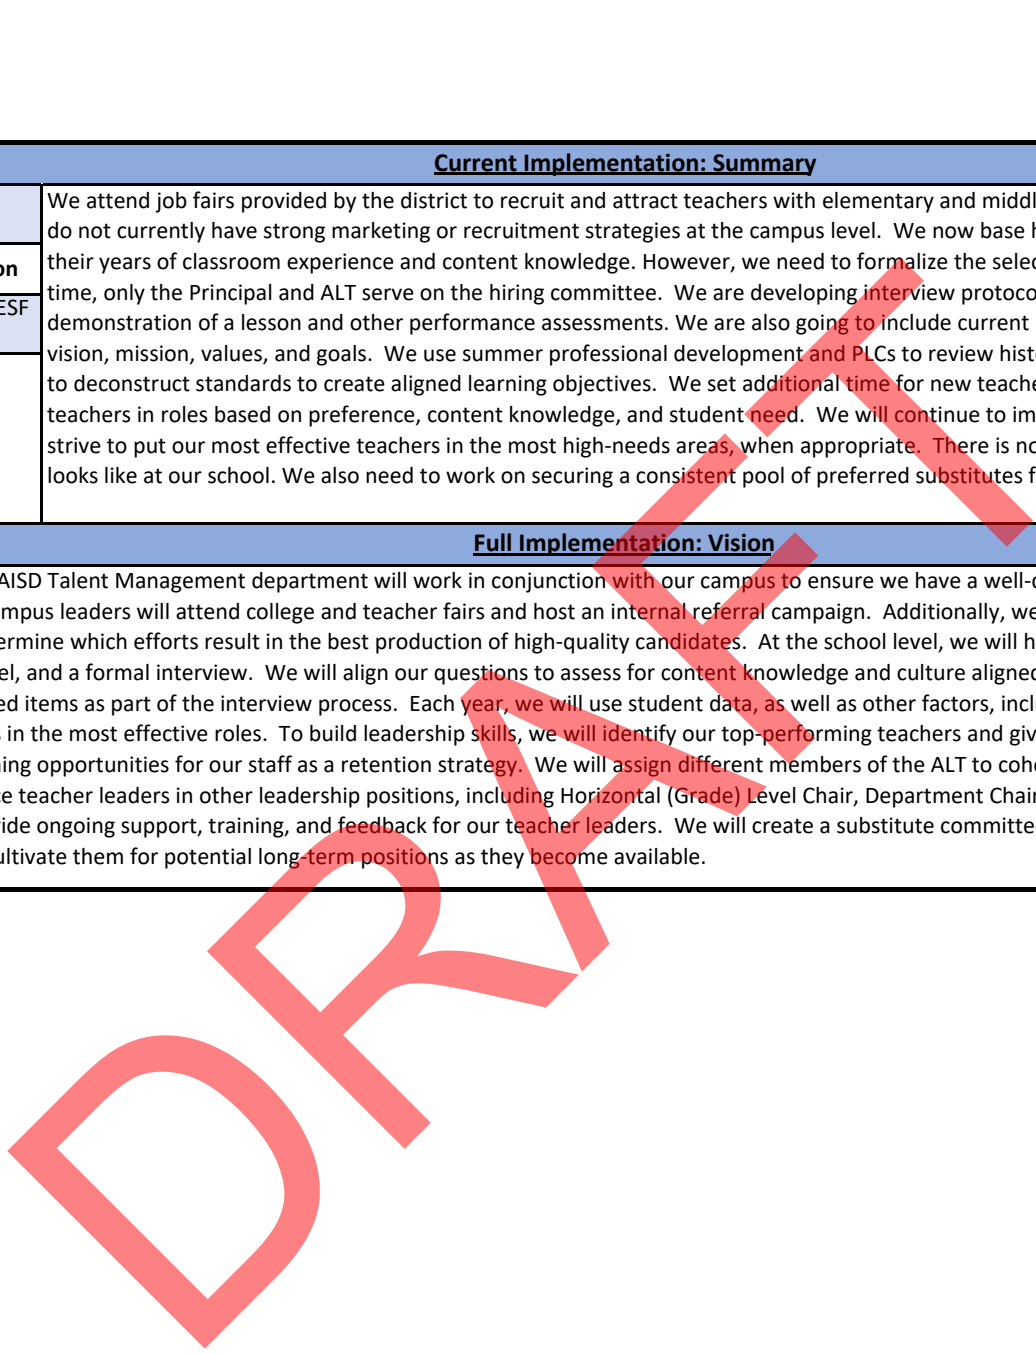 Current Implementation: Summary
We attend job fairs provided by the district to recruit and attract teachers with elementary and middl
do not currently have strong marketing or recruitment strategies at the campus level.  We now base h
on
their years of classroom experience and content knowledge. However, we need to formalize the selec
ESF
time, only the Principal and ALT serve on the hiring committee.  We are developing interview protoco
demonstration of a lesson and other performance assessments. We are also going to include current
vision, mission, values, and goals.  We use summer professional development and PLCs to review hist
to deconstruct standards to create aligned learning objectives.  We set additional time for new teache
teachers in roles based on preference, content knowledge, and student need.  We will continue to im
strive to put our most effective teachers in the most high-needs areas, when appropriate.  There is no
looks like at our school. We also need to work on securing a consistent pool of preferred substitutes f
Full Implementation: Vision
AISD Talent Management department will work in conjunction with our campus to ensure we have a well-c
mpus leaders will attend college and teacher fairs and host an internal referral campaign.  Additionally, we
ermine which efforts result in the best production of high-quality candidates.  At the school level, we will h
el, and a formal interview.  We will align our questions to assess for content knowledge and culture aligned
ed items as part of the interview process.  Each year, we will use student data, as well as other factors, incl
s in the most effective roles.  To build leadership skills, we will identify our top-performing teachers and giv
ning opportunities for our staff as a retention strategy.  We will assign different members of the ALT to coho
ce teacher leaders in other leadership positions, including Horizontal (Grade) Level Chair, Department Chair
vide ongoing support, training, and feedback for our teacher leaders.  We will create a substitute committe
ultivate them for potential long-term positions as they become available.
DRAFT